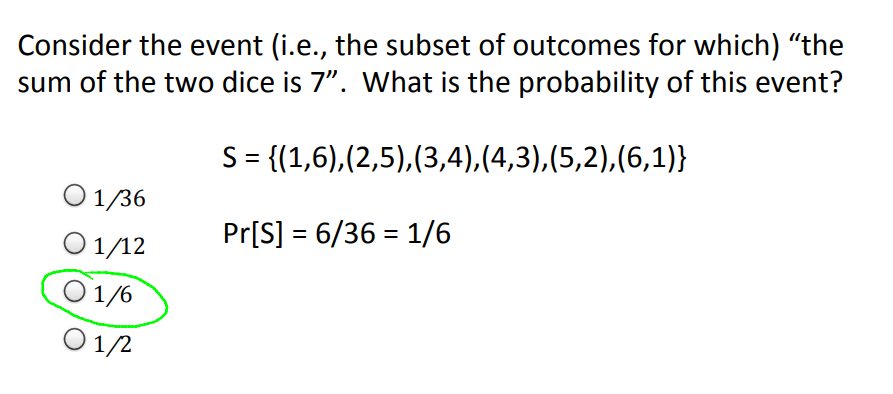 Consider the event (i.e., the subset of outcomes for which) “the
sum of the two dice is 7”.  What is the probability of this event?
S = {(1,6),(2,5),(3,4),(4,3),(5,2),(6,1)}
1/36
1/12
Pr[S] = 6/36 = 1/6
1/6
1/2